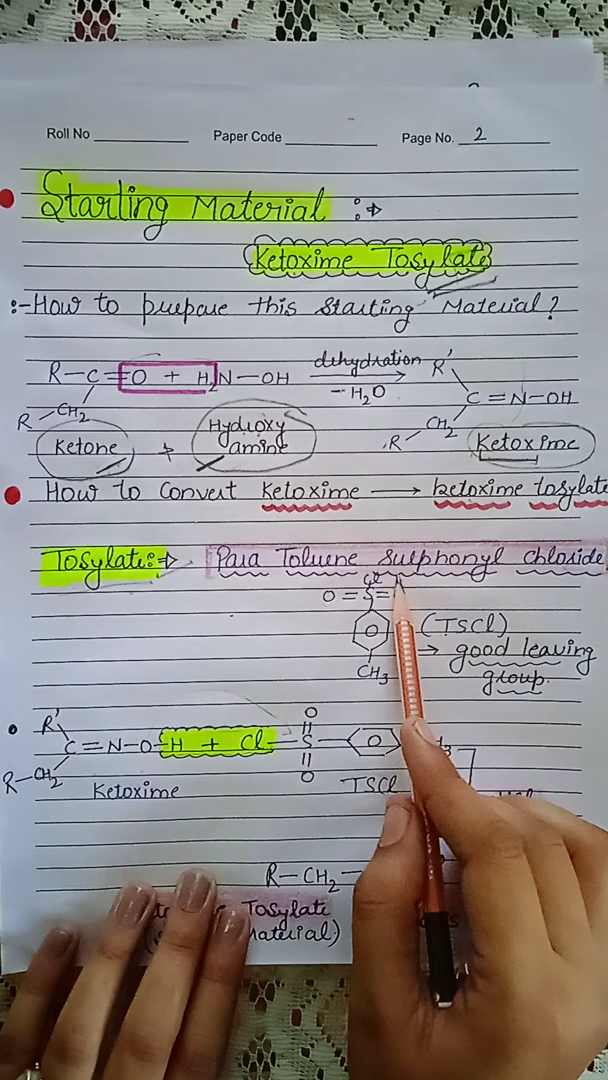 Roll No Paper Code Page No. 2
Starting Material :⇒
Ketoxime Tosylate
:- How to prepare this Starting Material?
R—C=O + H₂N—OH dehydration → R'
−H₂O
C=N—OH
R—CH₂ CH₂
R
Ketone + Hydroxy amine Ketoxime
How to Convert Ketoxime → ketoxime tosylate
Tosylate:⇒ Para Toluene Sulphonyl Chloride
Cl
O=S=
(TSCl)
→ good leaving
CH₃ group.
R' O
C=N—O—H + Cl—S—
R—CH₂ O
Ketoxime TSCl
R—CH₂—
Tosylate
Material)